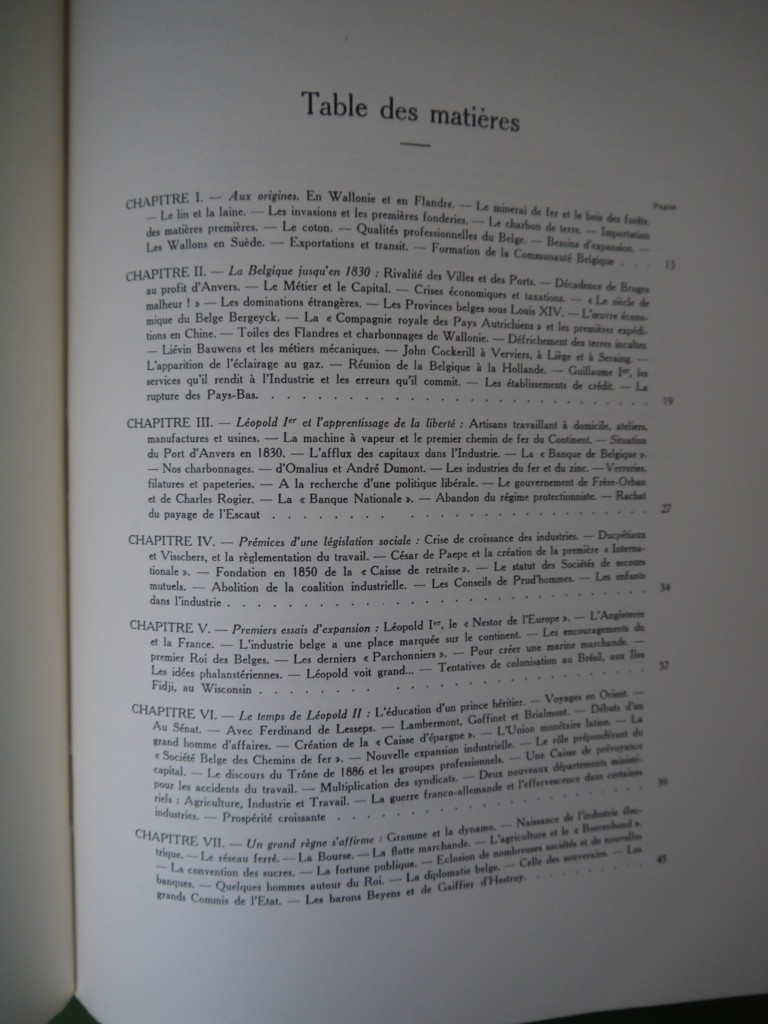 Table des matières
Pages
CHAPITRE I. — Aux origines. En Wallonie et en Flandre. — Le minerai de fer et le bois des forêts.
— Le lin et la laine. — Les invasions et les premières fonderies. — Le charbon de terre. — Importation
des matières premières. — Le coton. — Qualités professionnelles du Belge. — Besoins d'expansion. —
Les Wallons en Suède. — Exportations et transit. — Formation de la Communauté Belgique . . . 13
CHAPITRE II. — La Belgique jusqu'en 1830 : Rivalité des Villes et des Ports. — Décadence de Bruges
au profit d'Anvers. — Le Métier et le Capital. — Crises économiques et taxations. — « Le siècle de
malheur ! » — Les dominations étrangères. — Les Provinces belges sous Louis XIV. — L'œuvre écono-
mique du Belge Bergeyck. — La « Compagnie royale des Pays Autrichiens » et les premières expédi-
tions en Chine. — Toiles des Flandres et charbonnages de Wallonie. — Défrichement des terres incultes.
— Liévin Bauwens et les métiers mécaniques. — John Cockerill à Verviers, à Liége et à Seraing. —
L'apparition de l'éclairage au gaz. — Réunion de la Belgique à la Hollande. — Guillaume Ier, les
services qu'il rendit à l'Industrie et les erreurs qu'il commit. — Les établissements de crédit. — La
rupture des Pays-Bas. . . . . . . . . . . . . . . . . . . . . 19
CHAPITRE III. — Léopold Ier et l'apprentissage de la liberté : Artisans travaillant à domicile, ateliers,
manufactures et usines. — La machine à vapeur et le premier chemin de fer du Continent. — Situation
du Port d'Anvers en 1830. — L'afflux des capitaux dans l'Industrie. — La « Banque de Belgique ».
— Nos charbonnages. — d'Omalius et André Dumont. — Les industries du fer et du zinc. — Verreries,
filatures et papeteries. — A la recherche d'une politique libérale. — Le gouvernement de Frère-Orban
et de Charles Rogier. — La « Banque Nationale ». — Abandon du régime protectionniste. — Rachat
du payage de l'Escaut . . . . . . . . . . . . . . . . . . . . 27
CHAPITRE IV. — Prémices d'une législation sociale : Crise de croissance des industries. — Ducpétiaux
et Visschers, et la règlementation du travail. — César de Paepe et la création de la première « Interna-
tionale ». — Fondation en 1850 de la « Caisse de retraite ». — Le statut des Sociétés de secours
mutuels. — Abolition de la coalition industrielle. — Les Conseils de Prud'hommes. — Les enfants
dans l'industrie . . . . . . . . . . . . . . . . . . . . . . 34
CHAPITRE V. — Premiers essais d'expansion : Léopold Ier, le « Nestor de l'Europe ». — L'Angleterre
et la France. — L'industrie belge a une place marquée sur le continent. — Les encouragements du
premier Roi des Belges. — Les derniers « Parchonniers ». — Pour créer une marine marchande. —
Les idées phalanstériennes. — Léopold voit grand... — Tentatives de colonisation au Brésil, aux Iles
Fidji, au Wisconsin . . . . . . . . . . . . . . . . . . . . . 37
CHAPITRE VI. — Le temps de Léopold II : L'éducation d'un prince héritier. — Voyages en Orient. —
Au Sénat. — Avec Ferdinand de Lesseps. — Lambermont, Goffinet et Brialmont. — Débuts d'un
grand homme d'affaires. — Création de la « Caisse d'épargne ». — L'Union monétaire latine. — La
« Société Belge des Chemins de fer ». — Nouvelle expansion industrielle. — Le rôle prépondérant du
capital. — Le discours du Trône de 1886 et les groupes professionnels. — Une Caisse de prévoyance
pour les accidents du travail. — Multiplication des syndicats. — Deux nouveaux départements minité-
riels : Agriculture, Industrie et Travail. — La guerre franco-allemande et l'effervescence dans certaines
industries. — Prospérité croissante . . . . . . . . . . . . . . . 39
CHAPITRE VII. — Un grand règne s'affirme : Gramme et la dynamo. — Naissance de l'industrie élec-
trique. — Le réseau ferré. — La Bourse. — La flotte marchande. — L'agriculture et le « Boerenbond ».
— La convention des sucres. — La fortune publique. — Eclosion de nombreuses sociétés et de nouvelles
banques. — Quelques hommes autour du Roi. — La diplomatie belge. — Celle des souverains. — Les
grands Commis de l'Etat. — Les barons Beyens et de Gaiffier d'Hestroy. . . . . . . . . 45